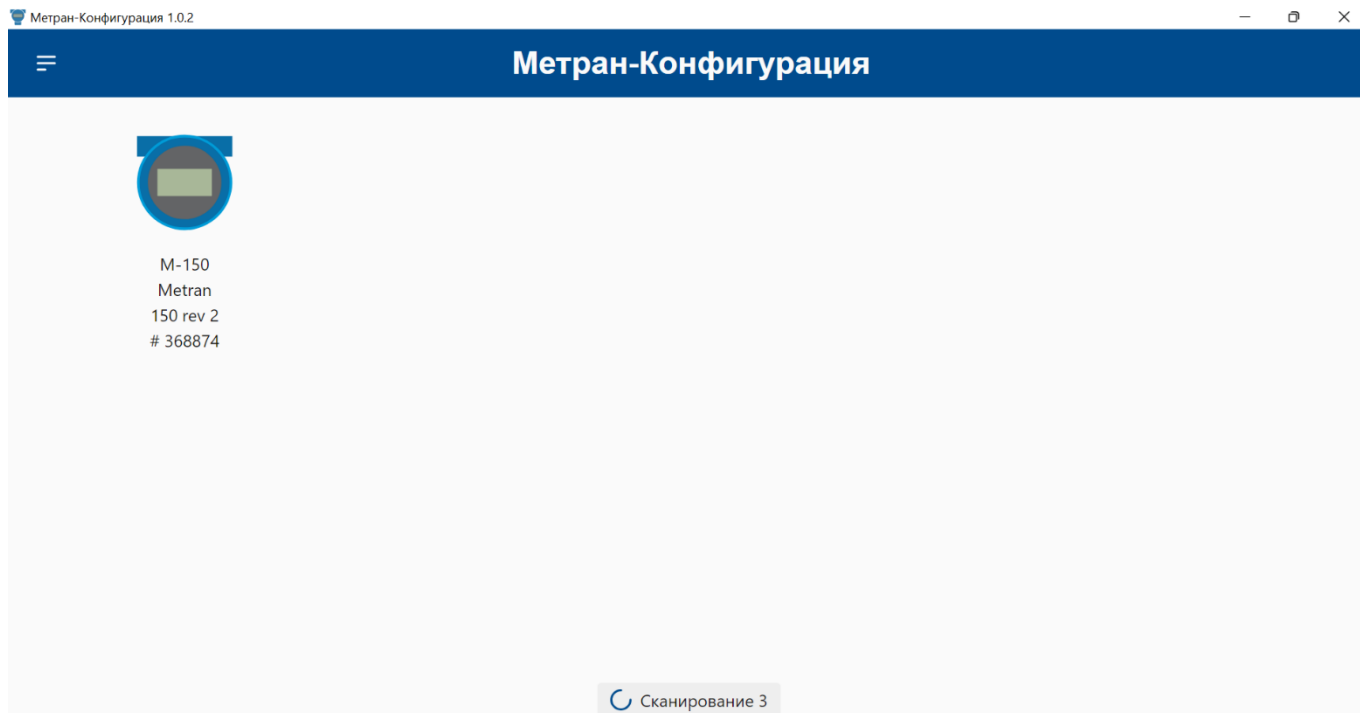 Метран-Конфигурация 1.0.2
Метран-Конфигурация
M-150
Metran
150 rev 2
# 368874
Сканирование 3